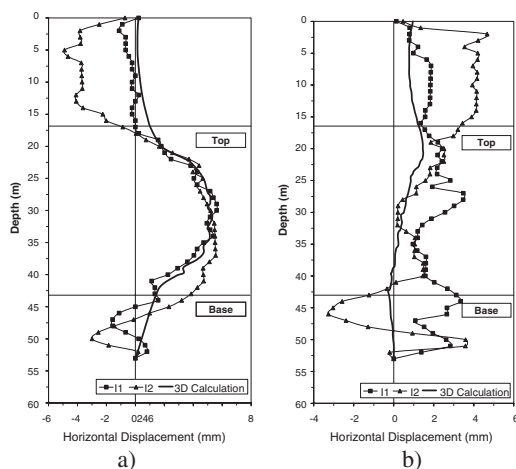 a)
b)
0
5
10
15
20
25
30
35
40
45
50
55
60
Depth (m)
Top
Base
I1 I2 3D Calculation
-6 -4 -2 0246 8
Horizontal Displacement (mm)
a)
0
5
10
15
20
25
30
35
40
45
50
55
60
Depth (m)
Top
Base
I1 I2 3D Calculation
-4 -2 0 2 4 6
Horizontal Displacement (mm)
b)